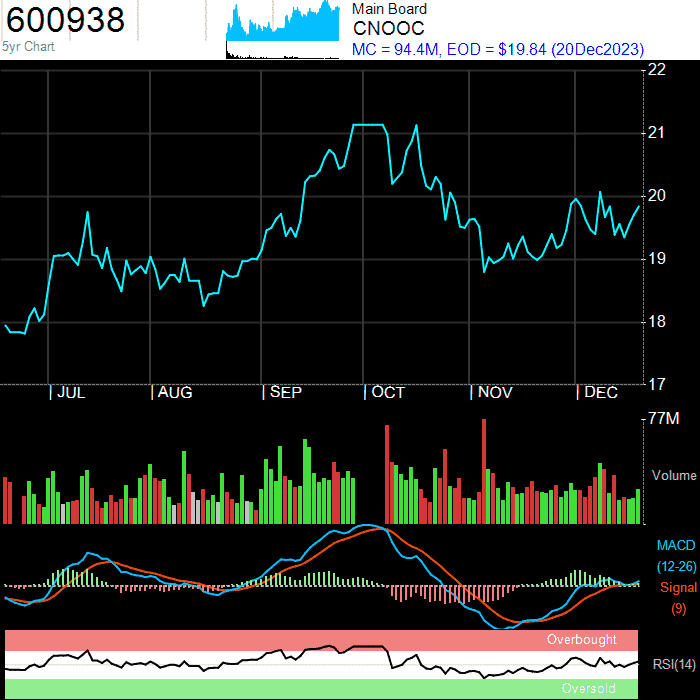 600938
5yr Chart
Main Board
CNOOC
MC = 94.4M, EOD = $19.84 (20Dec2023)
22
21
20
19
18
17
JUL
AUG
SEP
OCT
NOV
DEC
77M
Volume
MACD
(12-26)
Signal
(9)
Overbought
RSI(14)
Oversold